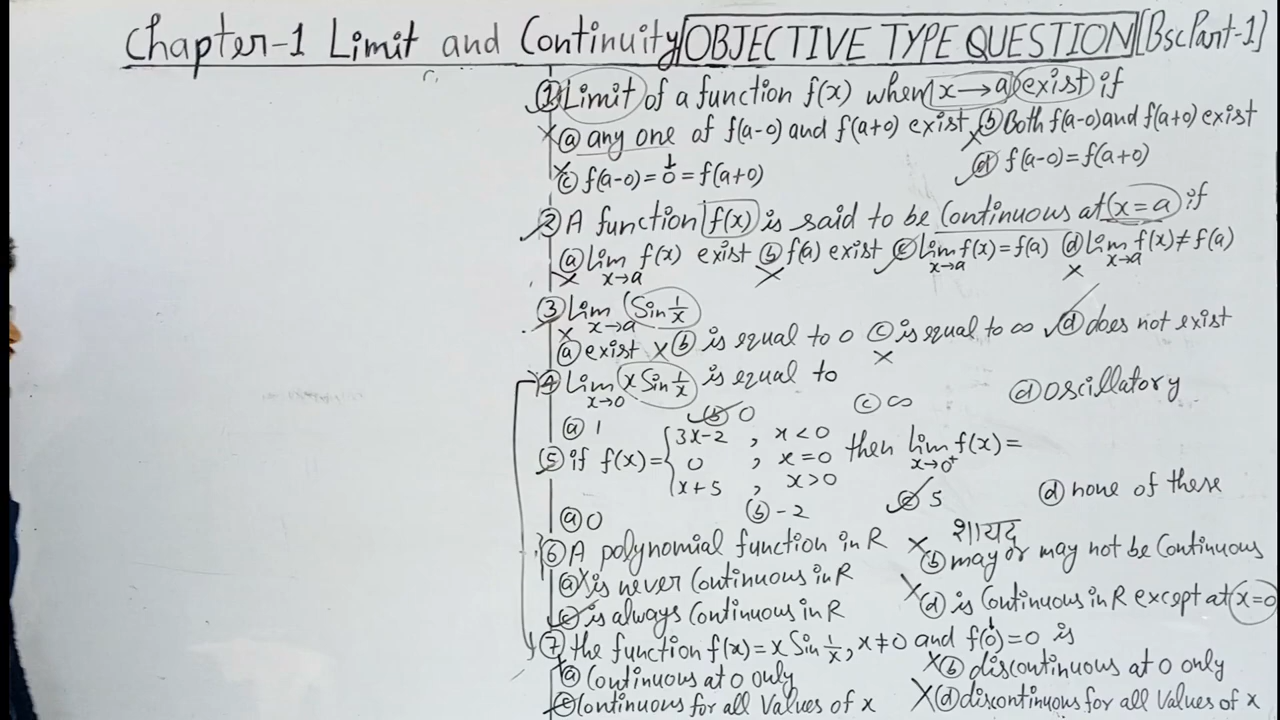 Chapter-1 Limit and Continuity OBJECTIVE TYPE QUESTION [Bsc Part-1]
① Limit of a function f(x) when x→a exist if
ⓐ any one of f(a-0) and f(a+0) exist ⓑ Both f(a-0) and f(a+0) exist
ⓒ f(a-0) = 0 = f(a+0) ⓓ f(a-0) = f(a+0)
② A function f(x) is said to be Continuous at x=a if
ⓐ Lim x→a f(x) exist ⓑ f(a) exist ⓒ Lim x→a f(x) = f(a) ⓓ Lim x→a f(x) ≠ f(a)
③ Lim x→a Sin 1/x
ⓐ exist ⓑ is equal to 0 ⓒ is equal to ∞ ⓓ does not exist
④ Lim x→0 x Sin 1/x is equal to
ⓐ 1 ⓑ 0 ⓒ ∞ ⓓ oscillatory
⑤ if f(x) = { 3x-2 , x<0
0 , x=0 then Lim x→0⁺ f(x) =
x+5 , x>0
ⓐ 0 ⓑ -2 ⓒ 5 ⓓ none of these
⑥ A polynomial function in R शायद
ⓐ is never Continuous in R ⓑ may or may not be Continuous
ⓒ is always Continuous in R ⓓ is Continuous in R except at x=0
⑦ the function f(x) = x Sin 1/x, x≠0 and f(0)=0 is
ⓐ Continuous at 0 only ⓑ discontinuous at 0 only
ⓒ Continuous for all Values of x ⓓ discontinuous for all Values of x